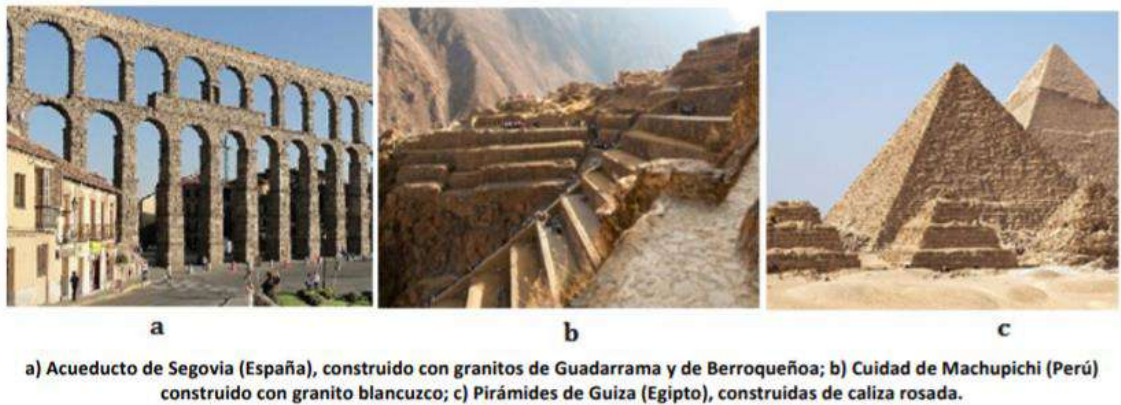 a
b
c
a) Acueducto de Segovia (España), construido con granitos de Guadarrama y de Berroqueñoa; b) Cuidad de Machupichi (Perú)
construido con granito blancuzco; c) Pirámides de Guiza (Egipto), construidas de caliza rosada.